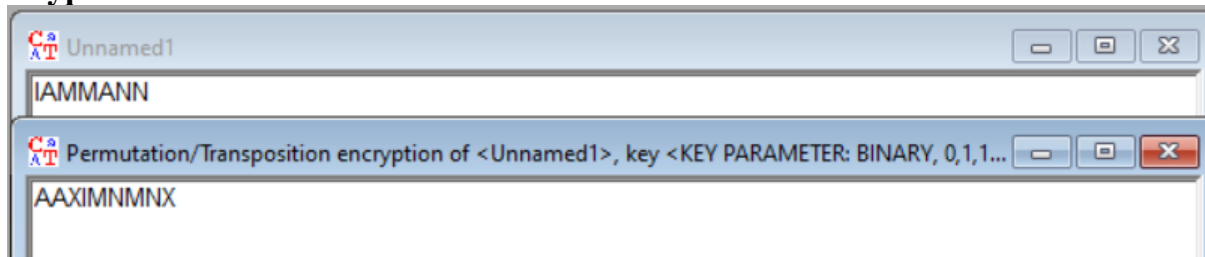 Unnamed1
IAMMANN
Permutation/Transposition encryption of <Unnamed1>, key <KEY PARAMETER: BINARY, 0,1,1...
AAXIMNMNX